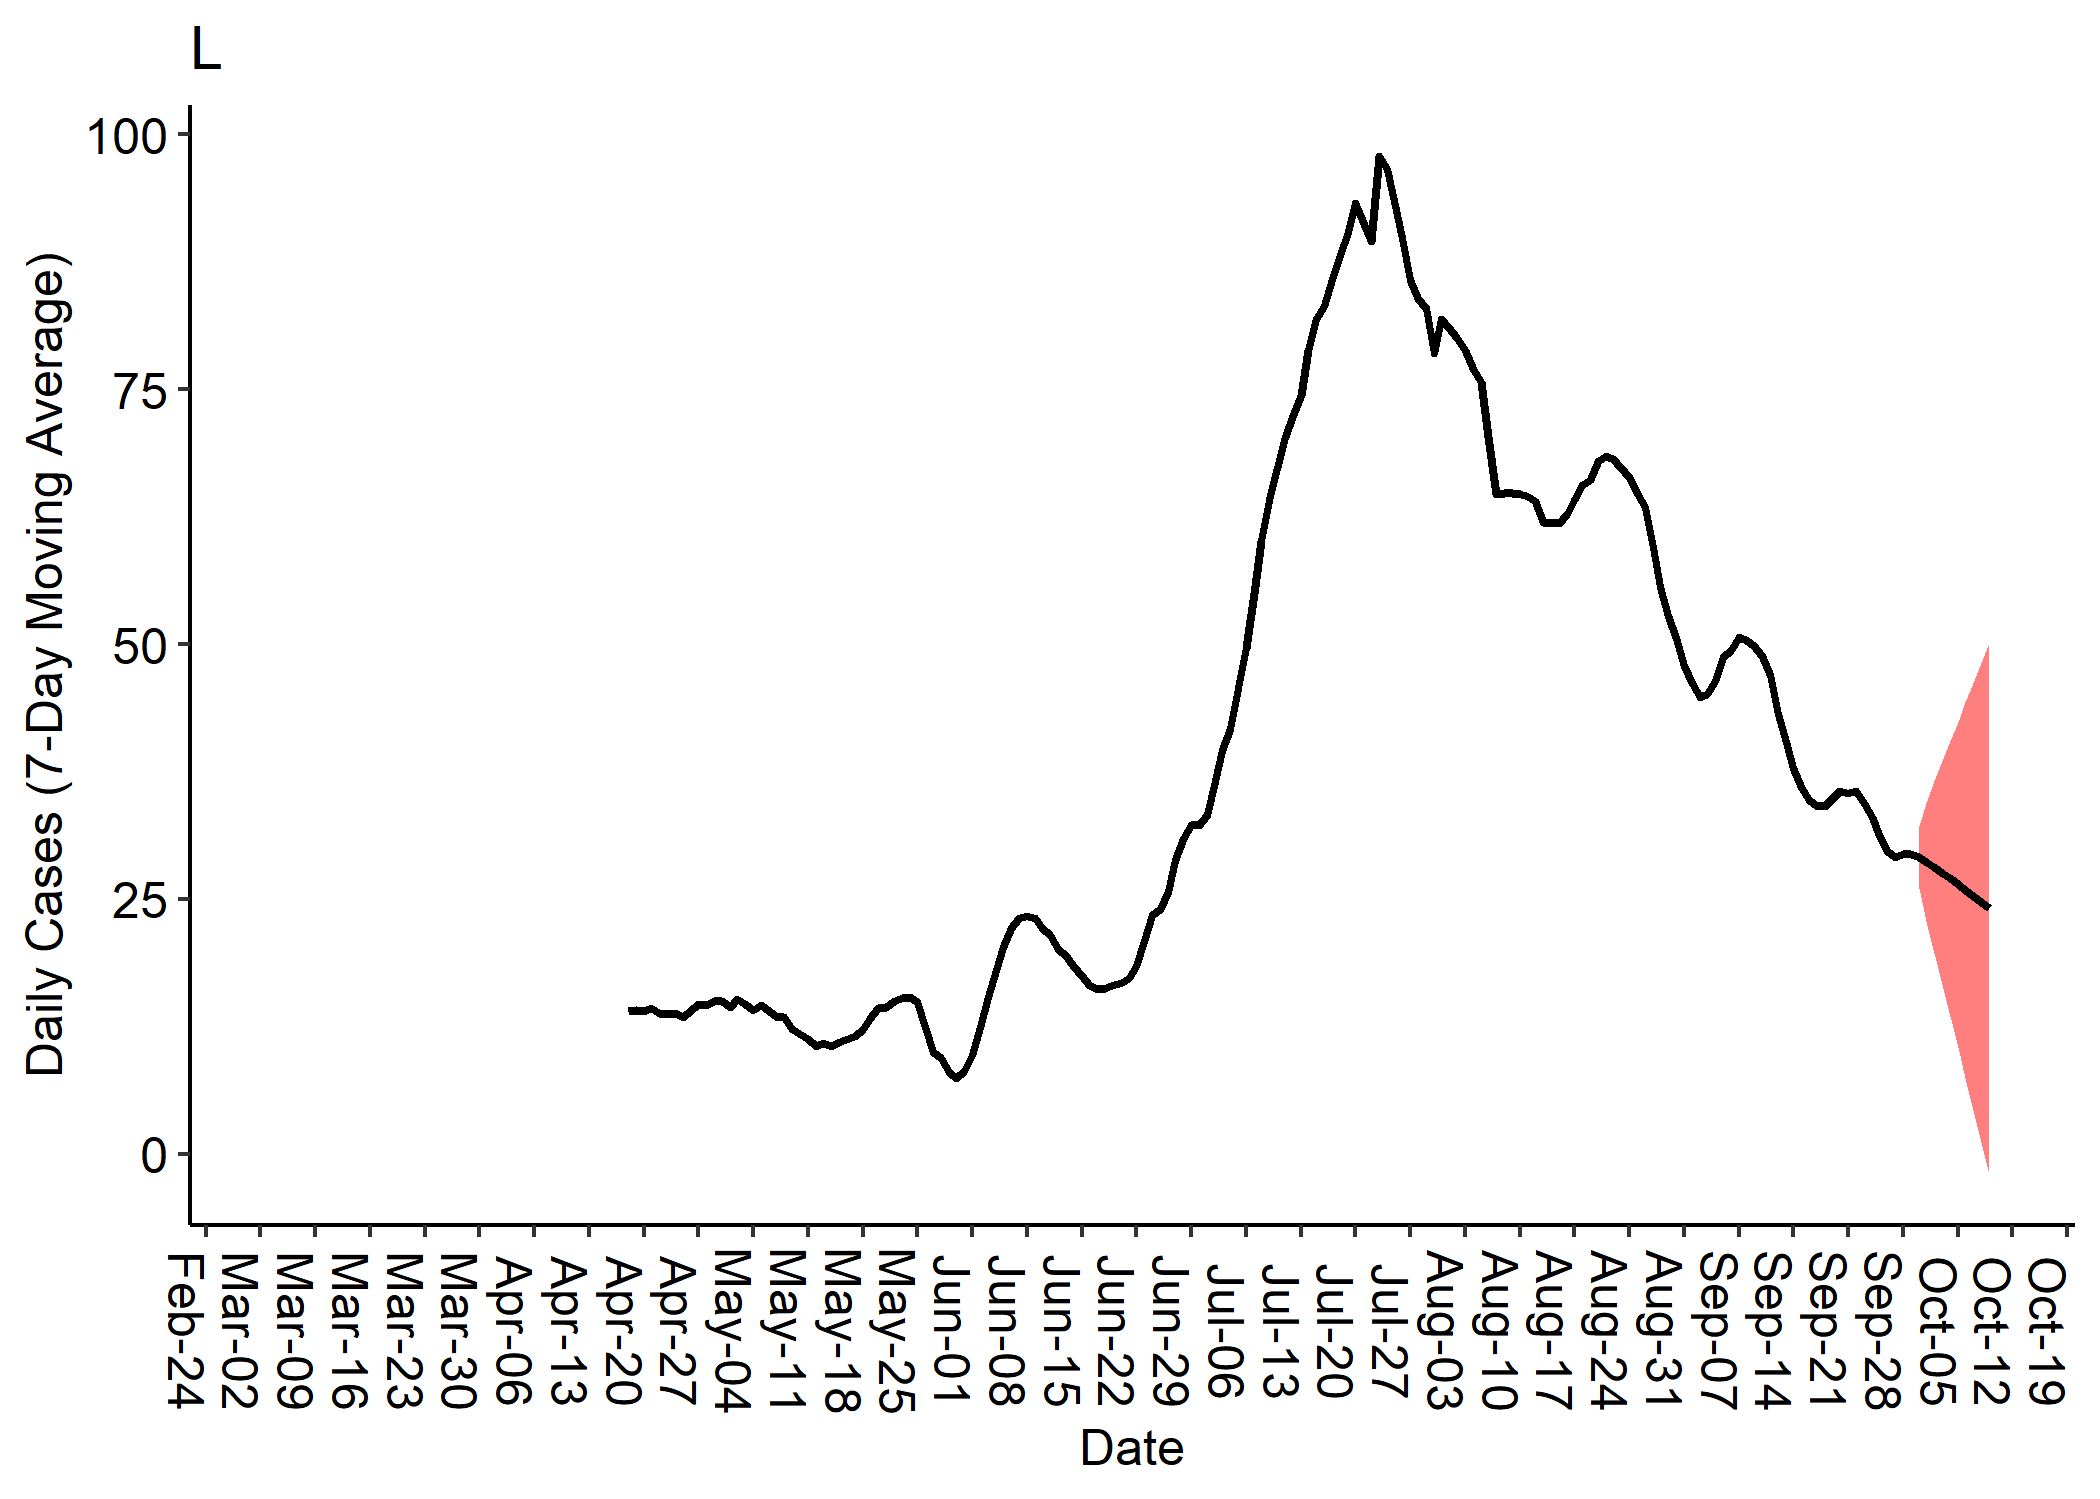 L
Daily Cases (7-Day Moving Average)
100
75
50
25
0
Feb-24
Mar-02
Mar-09
Mar-16
Mar-23
Mar-30
Apr-06
Apr-13
Apr-20
Apr-27
May-04
May-11
May-18
May-25
Jun-01
Jun-08
Jun-15
Jun-22
Jun-29
Jul-06
Jul-13
Jul-20
Jul-27
Aug-03
Aug-10
Aug-17
Aug-24
Aug-31
Sep-07
Sep-14
Sep-21
Sep-28
Oct-05
Oct-12
Oct-19
Date